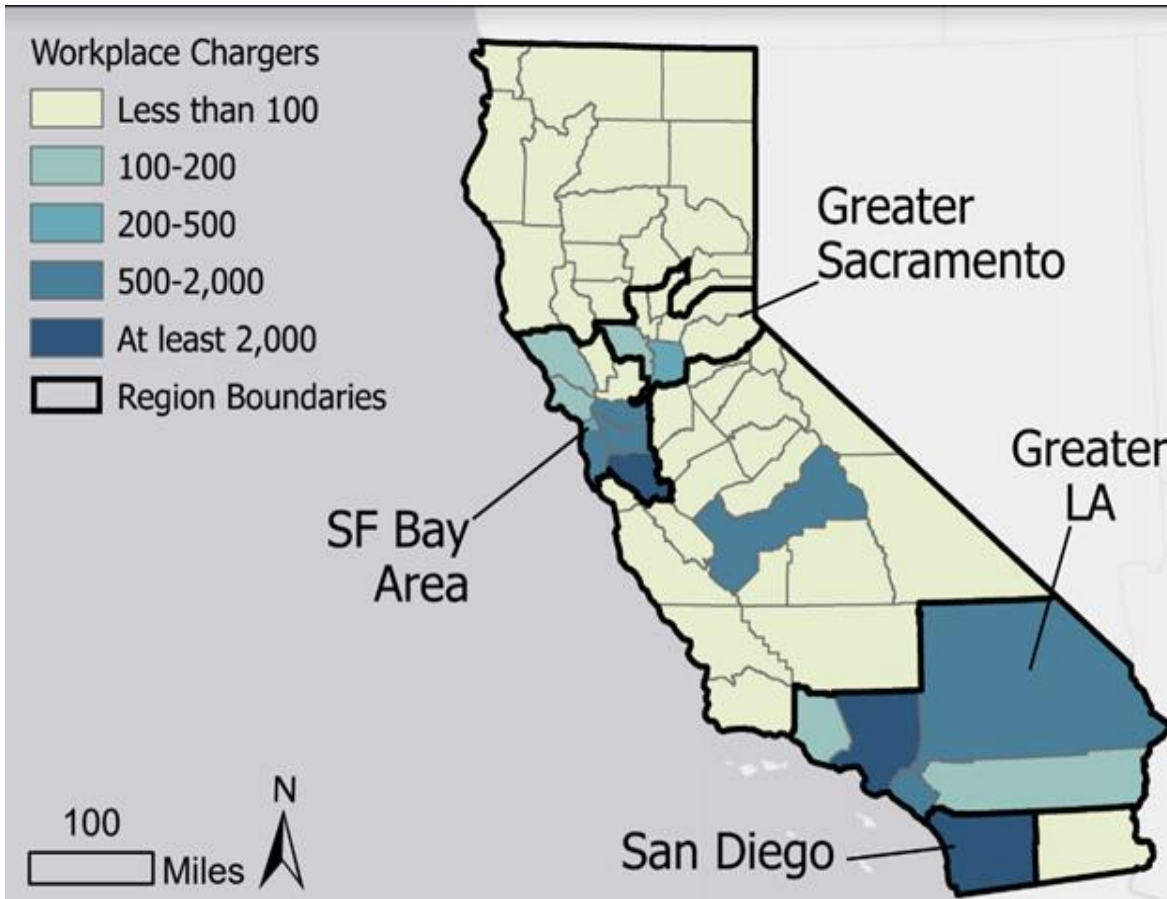 Workplace Chargers
Less than 100
100-200
200-500
500-2,000
At least 2,000
Region Boundaries
Greater
Sacramento
Greater
LA
SF Bay
Area
San Diego
100
Miles
N